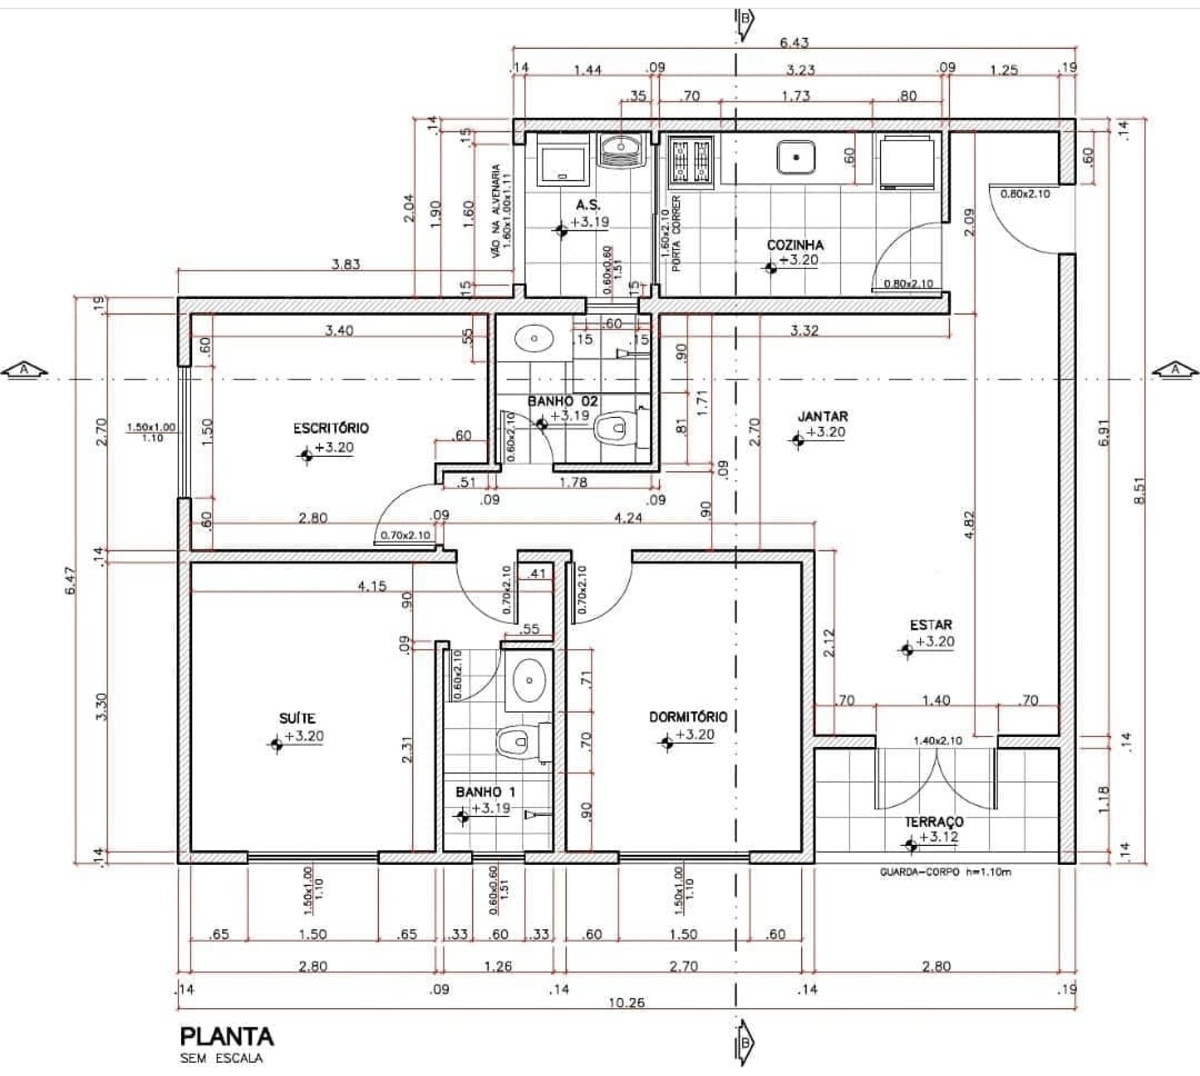 B
6.43
.14 1.44 .09 3.23 .09 1.25 .19
.35 .70 1.73 .80
.14
.15
2.04
1.90
1.60
.15
VÃO NA ALVENARIA
1.60x1.00x1.11
A.S.
+3.19
0.60x0.60
1.51
.15
1.60x2.10
PORTA CORRER
.60
COZINHA
+3.20
0.80x2.10
2.09
0.80x2.10
.60
.14
3.83
.19
3.40
.60
.55
.60
.15 .15
.90
3.32
A
A
2.70
1.50x1.00
1.10
1.50
ESCRITÓRIO
+3.20
.60
BANHO 02
+3.19
0.60x2.10
.81
1.71
2.70
JANTAR
+3.20
6.91
8.51
.51 1.78
.09 .09
.09
.60
2.80 .09 4.24
.90
4.82
0.70x2.10
.14
6.47
4.15
.90
0.70x2.10
.41
0.70x2.10
.55
.09
0.60x2.10
ESTAR
+3.20
2.12
3.30
SUÍTE
+3.20
2.31
.71
.70
.90
DORMITÓRIO
+3.20
.70 1.40 .70
1.40x2.10
.14
BANHO 1
+3.19
TERRAÇO
+3.12
1.18
.14
.14
GUARDA-CORPO h=1.10m
1.50x1.00
1.10
0.60x0.60
1.51
1.50x1.00
1.10
.65 1.50 .65 .33 .60 .33 .60 1.50 .60
2.80 1.26 2.70 2.80
.14 .09 .14 .14 .19
10.26
B
PLANTA
SEM ESCALA